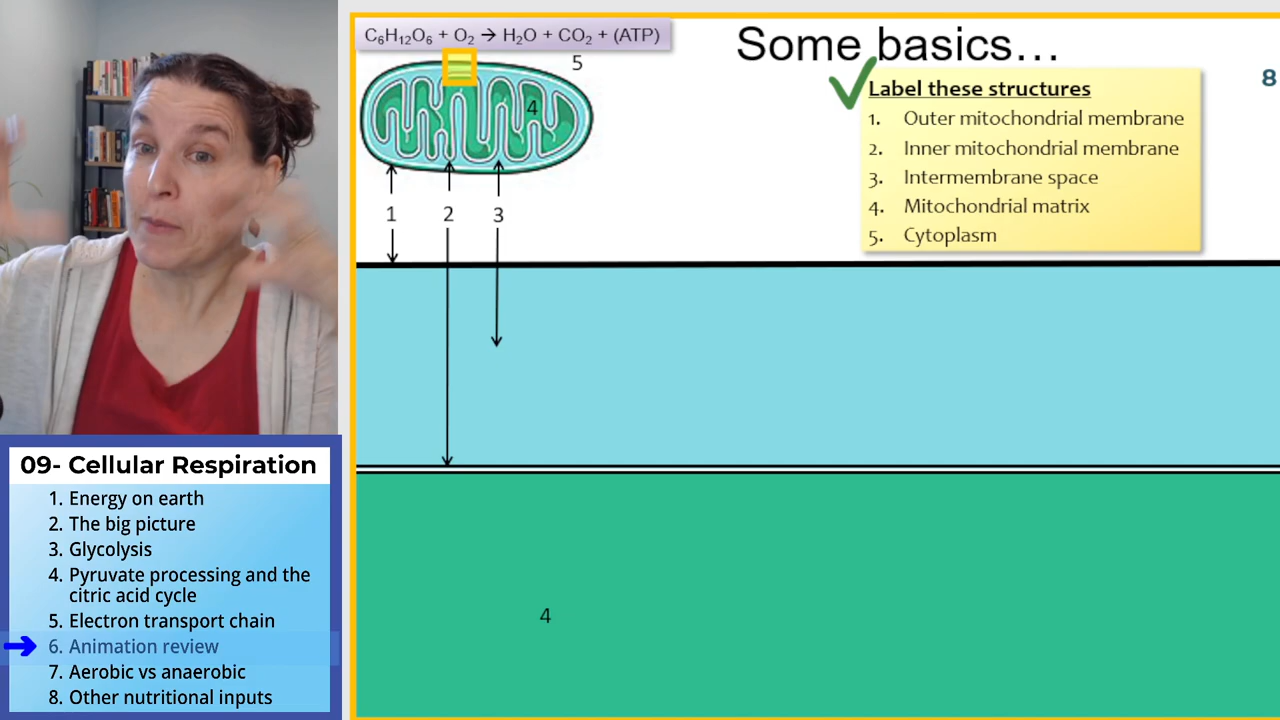 C₆H₁₂O₆ + O₂ → H₂O + CO₂ + (ATP)
Some basics...
8
5
4
Label these structures
1. Outer mitochondrial membrane
2. Inner mitochondrial membrane
3. Intermembrane space
4. Mitochondrial matrix
5. Cytoplasm
1 2 3
4
09- Cellular Respiration
1. Energy on earth
2. The big picture
3. Glycolysis
4. Pyruvate processing and the
citric acid cycle
5. Electron transport chain
6. Animation review
7. Aerobic vs anaerobic
8. Other nutritional inputs